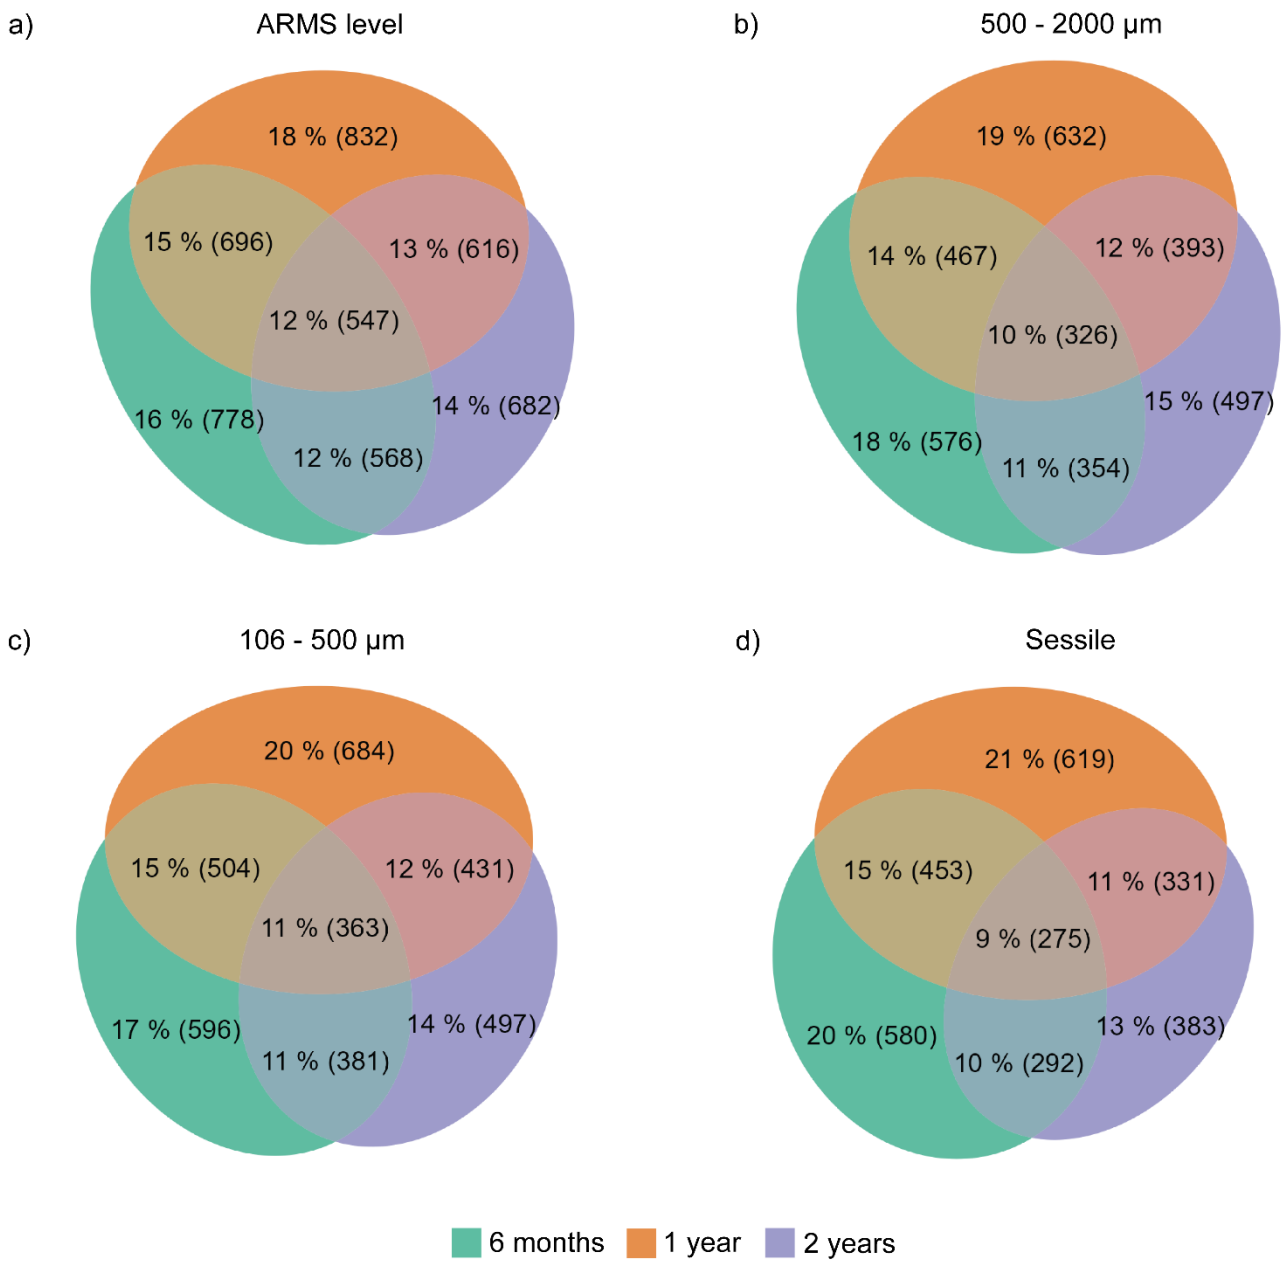 a) ARMS level
b) 500 - 2000 µm
18 % (832)
15 % (696)
13 % (616)
12 % (547)
16 % (778)
14 % (682)
12 % (568)
19 % (632)
14 % (467)
12 % (393)
10 % (326)
18 % (576)
15 % (497)
11 % (354)
c) 106 - 500 µm
d) Sessile
20 % (684)
15 % (504)
12 % (431)
11 % (363)
17 % (596)
14 % (497)
11 % (381)
21 % (619)
15 % (453)
11 % (331)
9 % (275)
20 % (580)
13 % (383)
10 % (292)
6 months 1 year 2 years